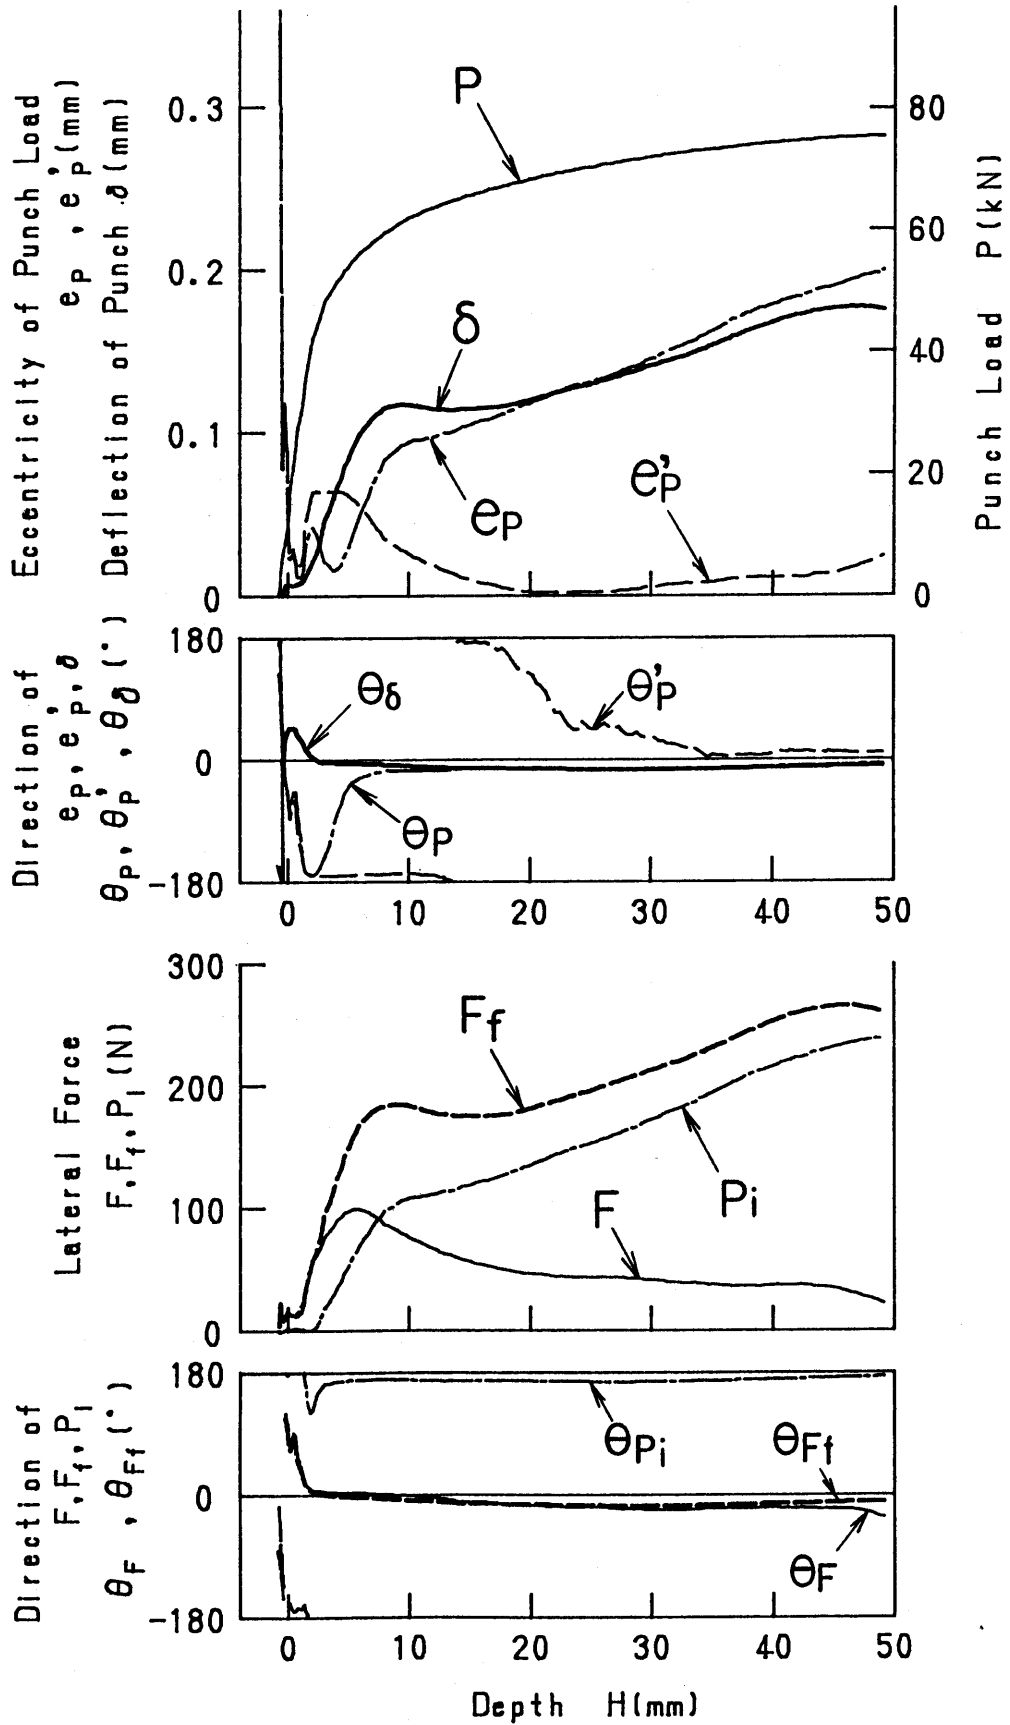 Eccentricity of Punch Load
eP , e'P (mm)
Deflection of Punch δ (mm)
0.3
0.2
0.1
0
P
δ
eP
e'P
80
60
40
20
0
Punch Load P (kN)
Direction of
eP, e'P, δ
θP, θ'P, θδ (°)
180
0
-180
θδ
θP
θ'P
0 10 20 30 40 50
Lateral Force
F, Ff, Pi (N)
300
200
100
0
Ff
Pi
F
Direction of
F, Ff, Pi
θF , θFf (°)
180
0
-180
θPi
θFf
θF
0 10 20 30 40 50
Depth H (mm)